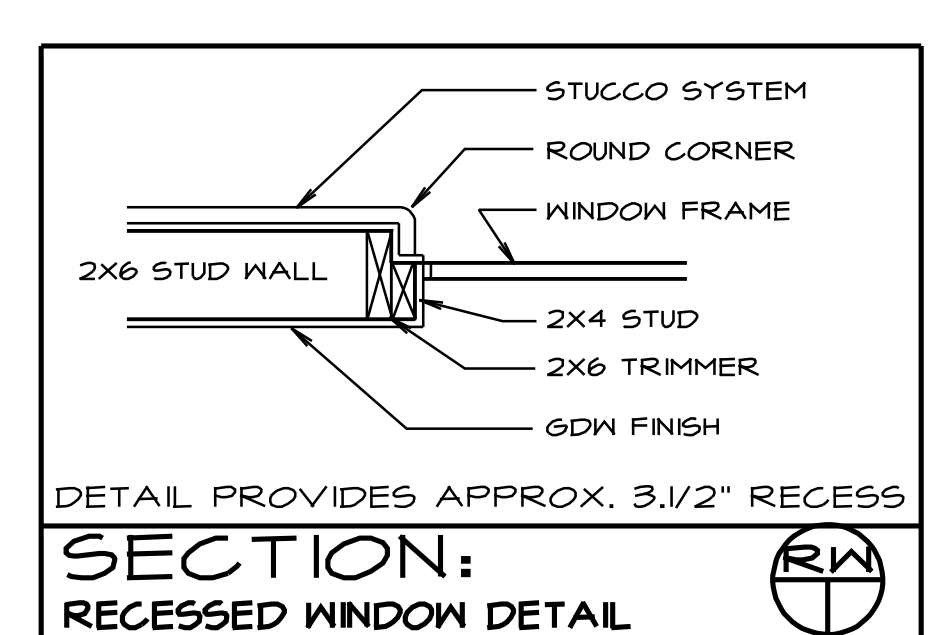 STUCCO SYSTEM
ROUND CORNER
WINDOW FRAME
2X6 STUD WALL
2X4 STUD
2X6 TRIMMER
GDW FINISH
DETAIL PROVIDES APPROX. 3.1/2" RECESS
SECTION:
RW
RECESSED WINDOW DETAIL